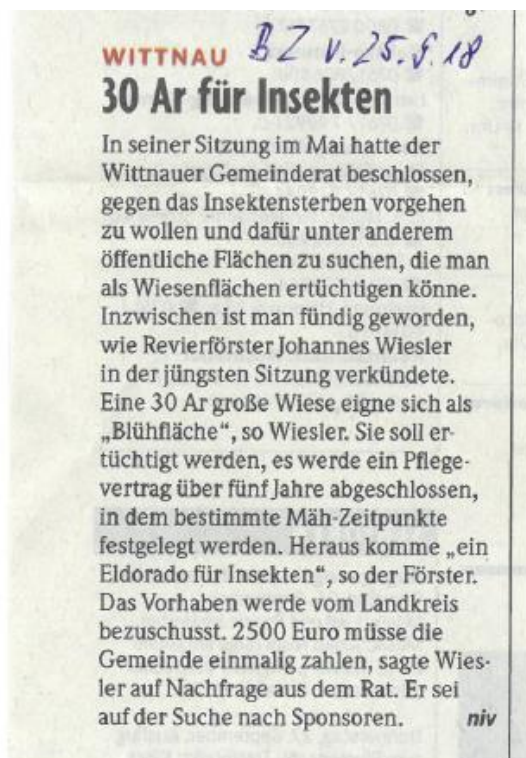 WITTNAU BZ v. 25.9.18
30 Ar für Insekten
In seiner Sitzung im Mai hatte der
Wittnauer Gemeinderat beschlossen,
gegen das Insektensterben vorgehen
zu wollen und dafür unter anderem
öffentliche Flächen zu suchen, die man
als Wiesenflächen ertüchtigen könne.
Inzwischen ist man fündig geworden,
wie Revierförster Johannes Wiesler
in der jüngsten Sitzung verkündete.
Eine 30 Ar große Wiese eigne sich als
„Blühfläche“, so Wiesler. Sie soll er-
tüchtigt werden, es werde ein Pflege-
vertrag über fünf Jahre abgeschlossen,
in dem bestimmte Mäh-Zeitpunkte
festgelegt werden. Heraus komme „ein
Eldorado für Insekten“, so der Förster.
Das Vorhaben werde vom Landkreis
bezuschusst. 2500 Euro müsse die
Gemeinde einmalig zahlen, sagte Wies-
ler auf Nachfrage aus dem Rat. Er sei
auf der Suche nach Sponsoren. niv